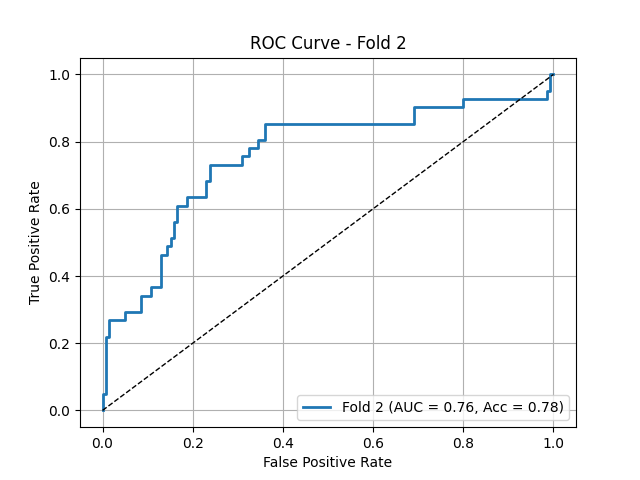 ROC Curve - Fold 2
True Positive Rate
1.0
0.8
0.6
0.4
0.2
0.0
Fold 2 (AUC = 0.76, Acc = 0.78)
0.0 0.2 0.4 0.6 0.8 1.0
False Positive Rate